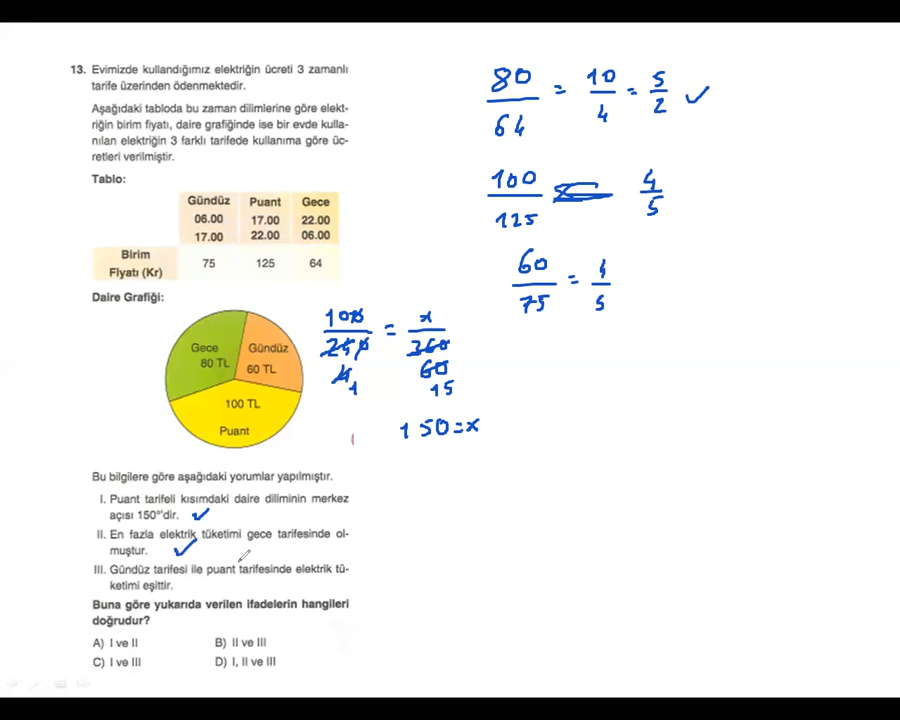 13. Evimizde kullandığımız elektriğin ücreti 3 zamanlı
tarife üzerinden ödenmektedir.
Aşağıdaki tabloda bu zaman dilimlerine göre elekt-
riğin birim fiyatı, daire grafiğinde ise bir evde kulla-
nılan elektriğin 3 farklı tarifede kullanıma göre üc-
retleri verilmiştir.
Tablo:
Gündüz Puant Gece
06.00 17.00 22.00
17.00 22.00 06.00
Birim
Fiyatı (Kr) 75 125 64
Daire Grafiği:
Gece
80 TL
Gündüz
60 TL
100 TL
Puant
Bu bilgilere göre aşağıdaki yorumlar yapılmıştır.
I. Puant tarifeli kısımdaki daire diliminin merkez
açısı 150°'dir.
II. En fazla elektrik tüketimi gece tarifesinde ol-
muştur.
III. Gündüz tarifesi ile puant tarifesinde elektrik tü-
ketimi eşittir.
Buna göre yukarıda verilen ifadelerin hangileri
doğrudur?
A) I ve II B) II ve III
C) I ve III D) I, II ve III
100 = x
240 360
4 60
1 15
150=x
80 = 10 = 5
64 4 2
100 4
125 5
60 = 4
75 5